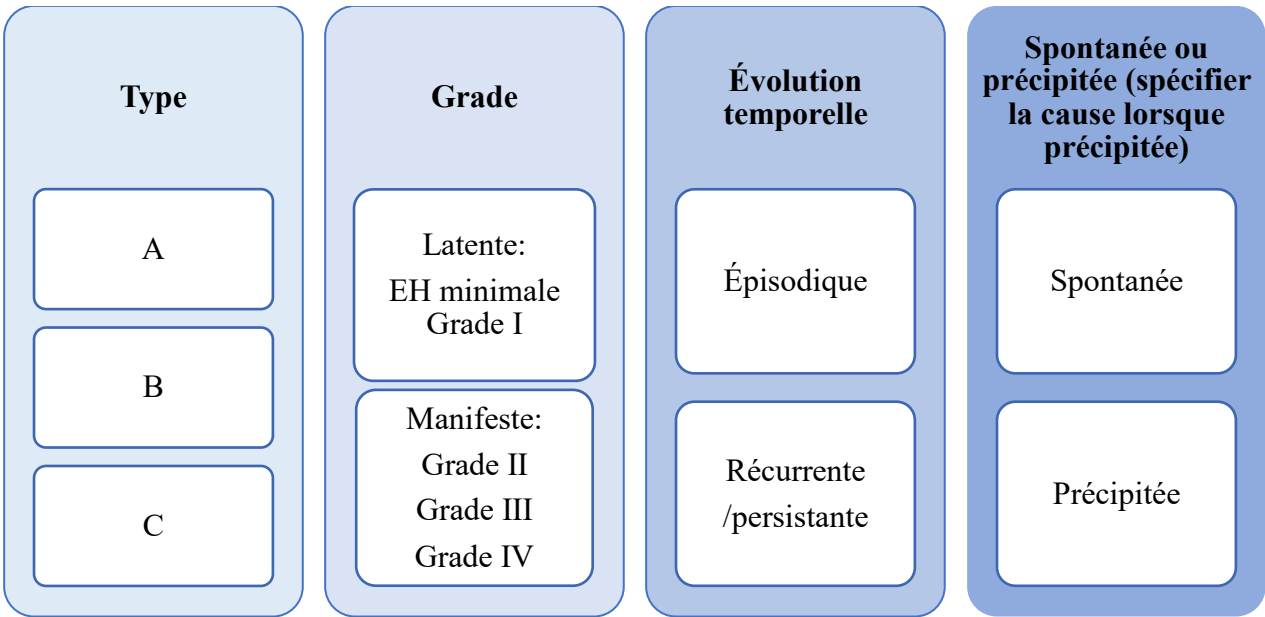 Type
A
B
C
Grade
Latente:
EH minimale
Grade I
Manifeste:
Grade II
Grade III
Grade IV
Évolution
temporelle
Épisodique
Récurrente
/persistante
Spontanée ou
précipitée (spécifier
la cause lorsque
précipitée)
Spontanée
Précipitée